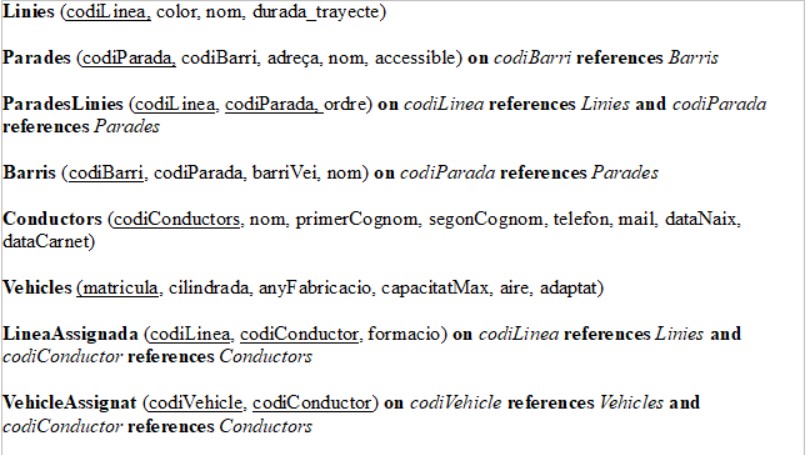 Linies (codiLinea, color, nom, durada_trayecte)
Parades (codiParada, codiBarri, adreça, nom, accessible) on codiBarri references Barris
ParadesLinies (codiLinea, codiParada, ordre) on codiLinea references Linies and codiParada
references Parades
Barris (codiBarri, codiParada, barriVei, nom) on codiParada references Parades
Conductors (codiConductors, nom, primerCognom, segonCognom, telefon, mail, dataNaix,
dataCarnet)
Vehicles (matricula, cilindrada, anyFabricacio, capacitatMax, aire, adaptat)
LineaAssignada (codiLinea, codiConductor, formacio) on codiLinea references Linies and
codiConductor references Conductors
VehicleAssignat (codiVehicle, codiConductor) on codiVehicle references Vehicles and
codiConductor references Conductors